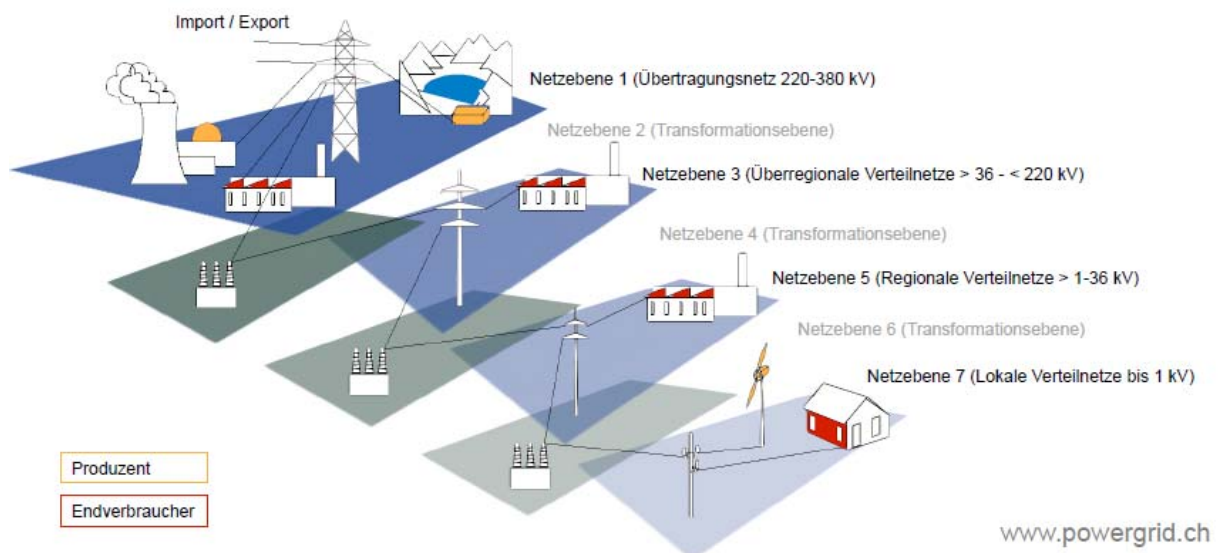 Import / Export
Netzebene 1 (Übertragungsnetz 220-380 kV)
Netzebene 2 (Transformationsebene)
Netzebene 3 (Überregionale Verteilnetze > 36 - < 220 kV)
Netzebene 4 (Transformationsebene)
Netzebene 5 (Regionale Verteilnetze > 1-36 kV)
Netzebene 6 (Transformationsebene)
Netzebene 7 (Lokale Verteilnetze bis 1 kV)
Produzent
Endverbraucher
www.powergrid.ch